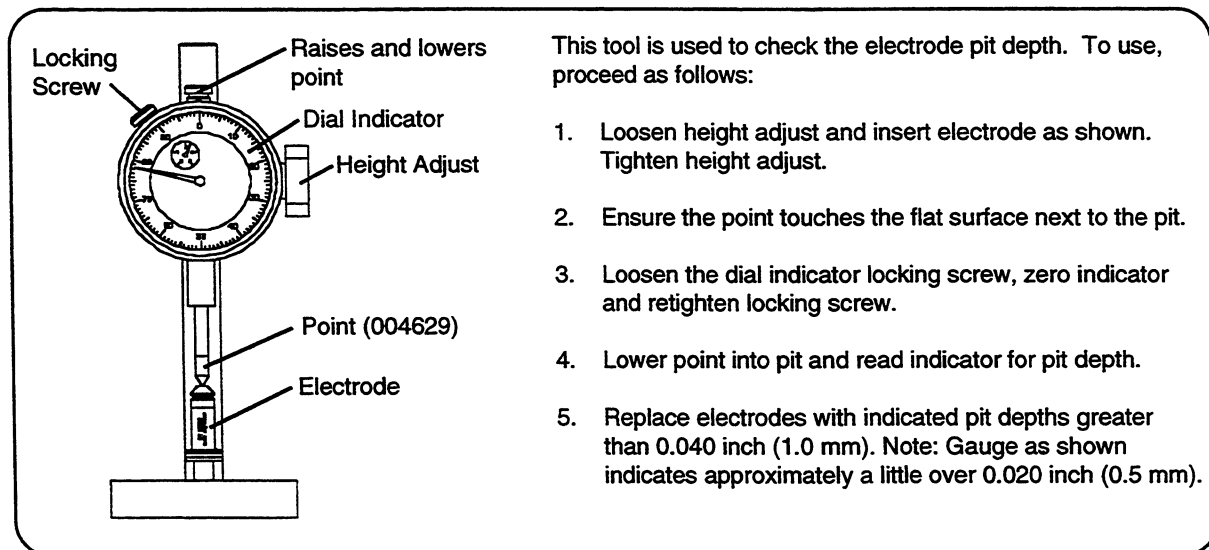 Locking
Screw
Raises and lowers
point
Dial Indicator
Height Adjust
Point (004629)
Electrode
This tool is used to check the electrode pit depth. To use,
proceed as follows:
1. Loosen height adjust and insert electrode as shown.
Tighten height adjust.
2. Ensure the point touches the flat surface next to the pit.
3. Loosen the dial indicator locking screw, zero indicator
and retighten locking screw.
4. Lower point into pit and read indicator for pit depth.
5. Replace electrodes with indicated pit depths greater
than 0.040 inch (1.0 mm). Note: Gauge as shown
indicates approximately a little over 0.020 inch (0.5 mm).